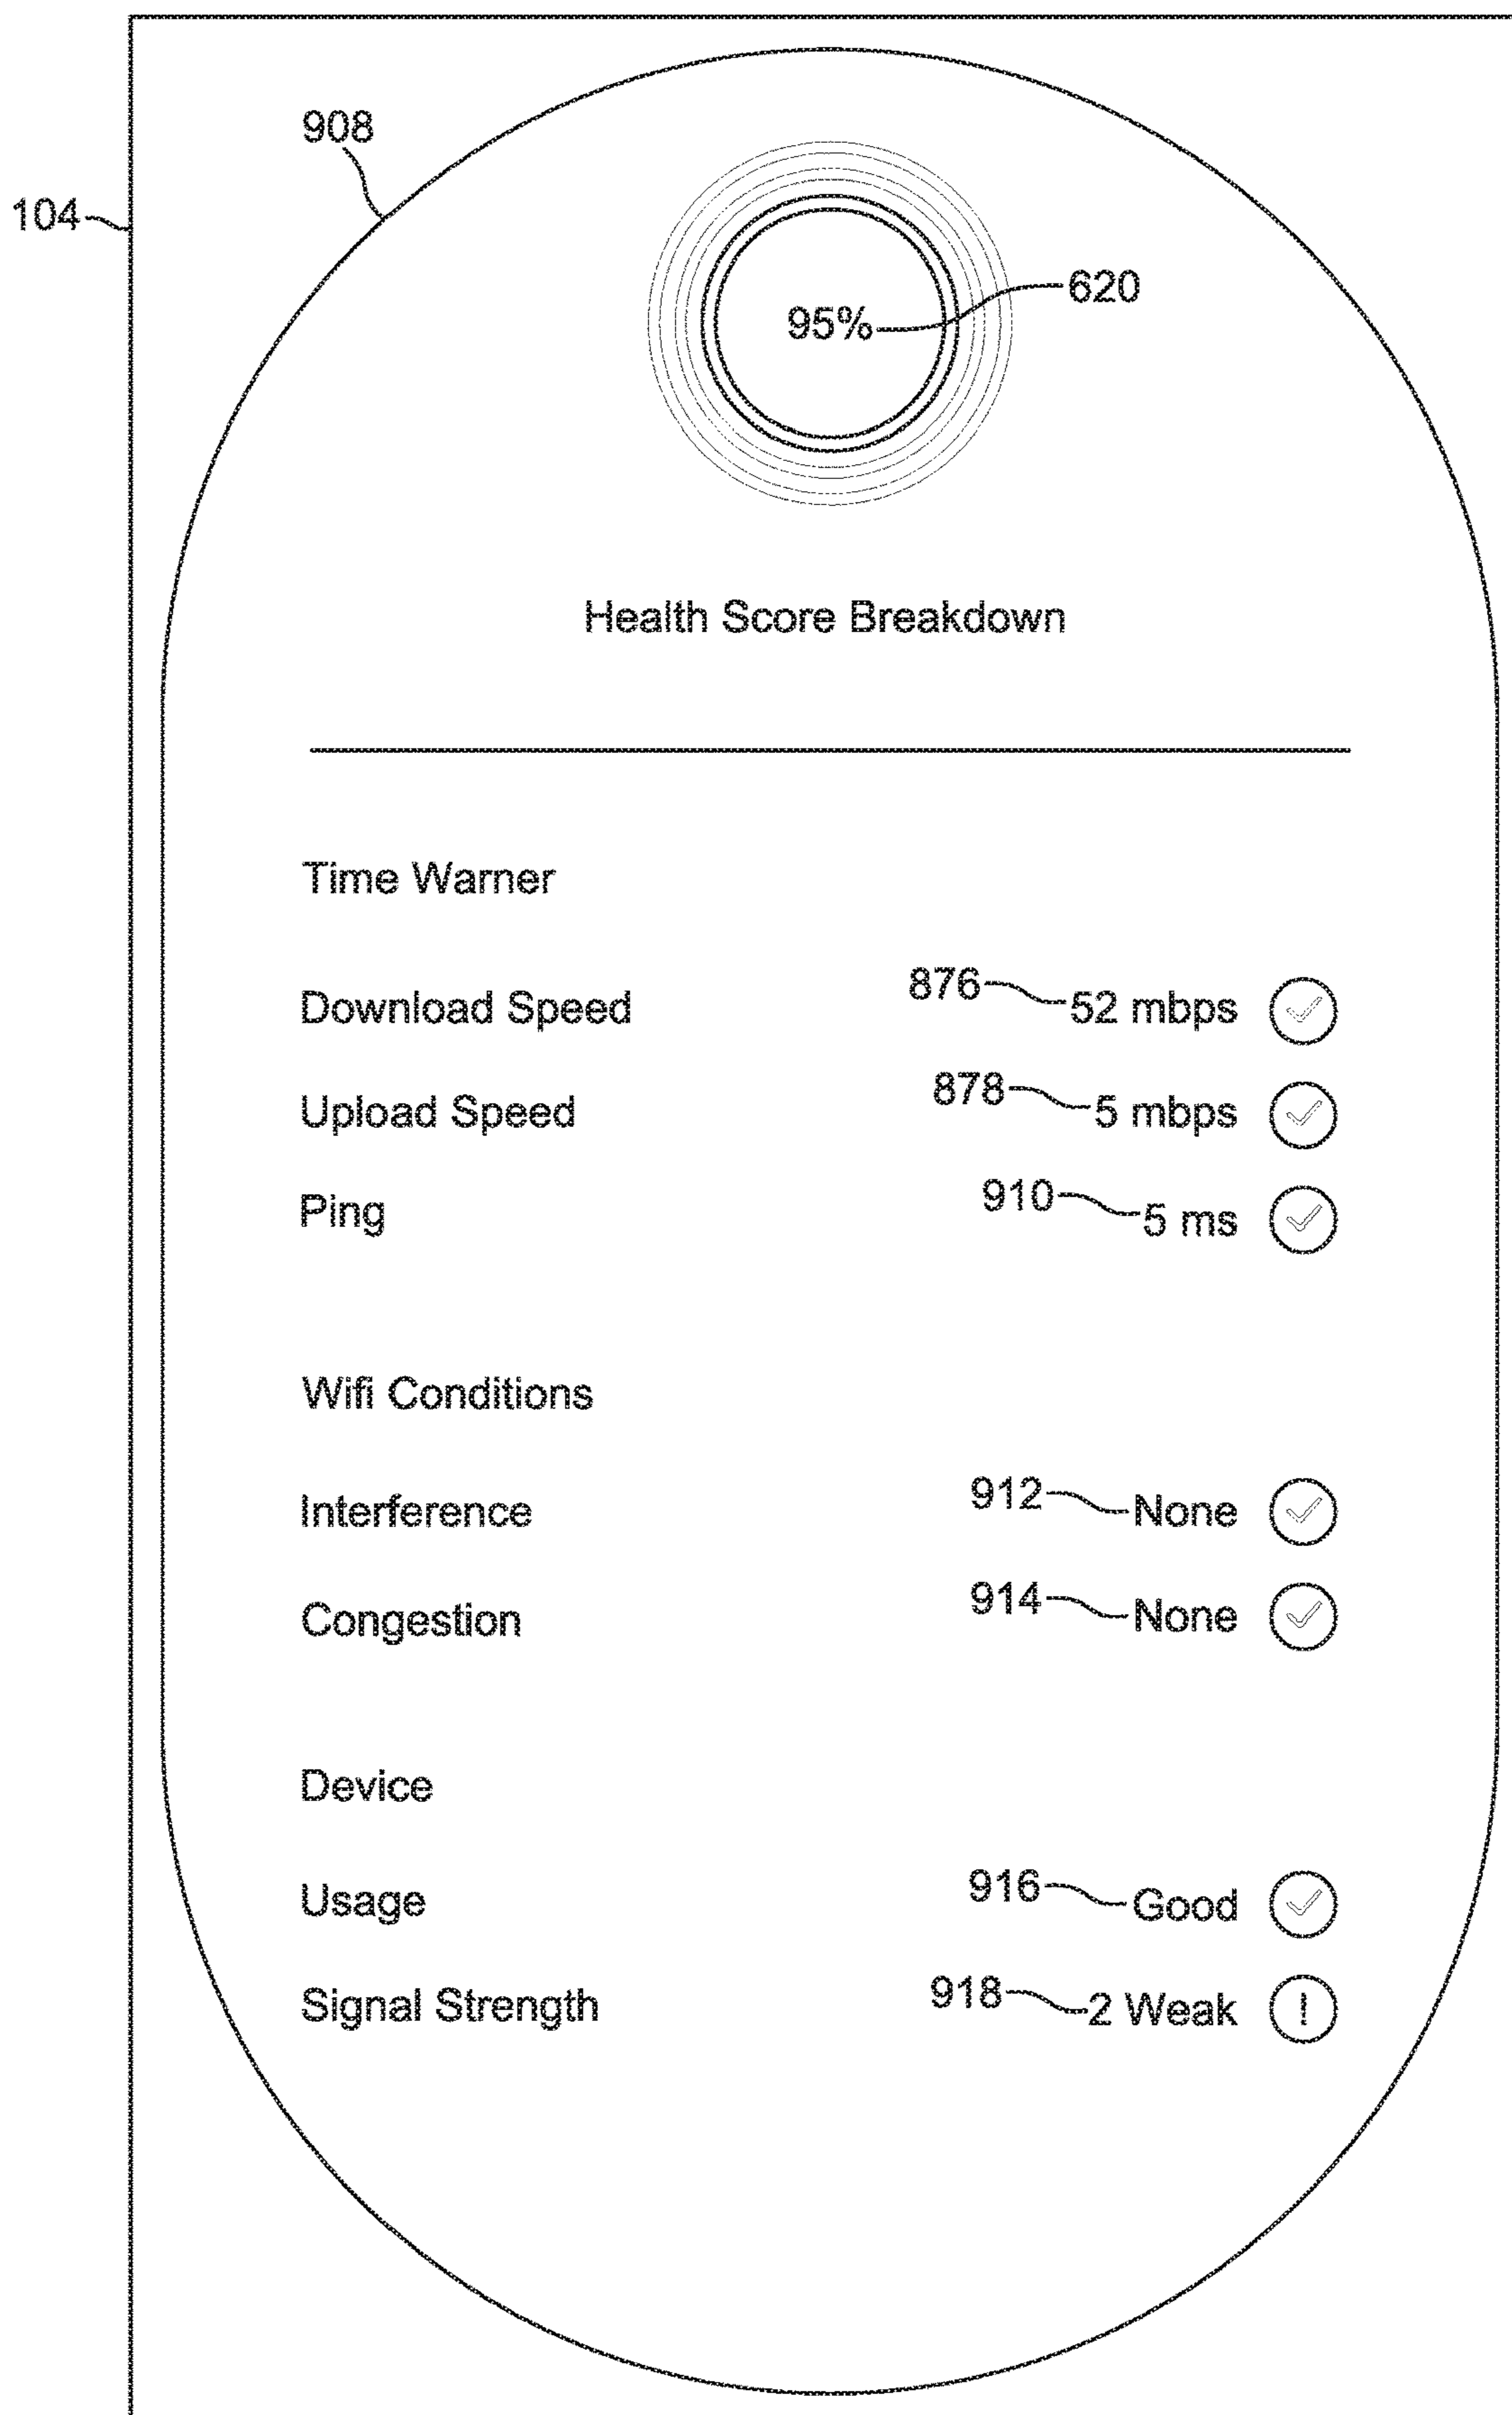 908
104
620
95%
Health Score Breakdown
Time Warner
Download Speed 876 52 mbps
Upload Speed 878 5 mbps
Ping 910 5 ms
Wifi Conditions
Interference 912 None
Congestion 914 None
Device
Usage 916 Good
Signal Strength 918 2 Weak !